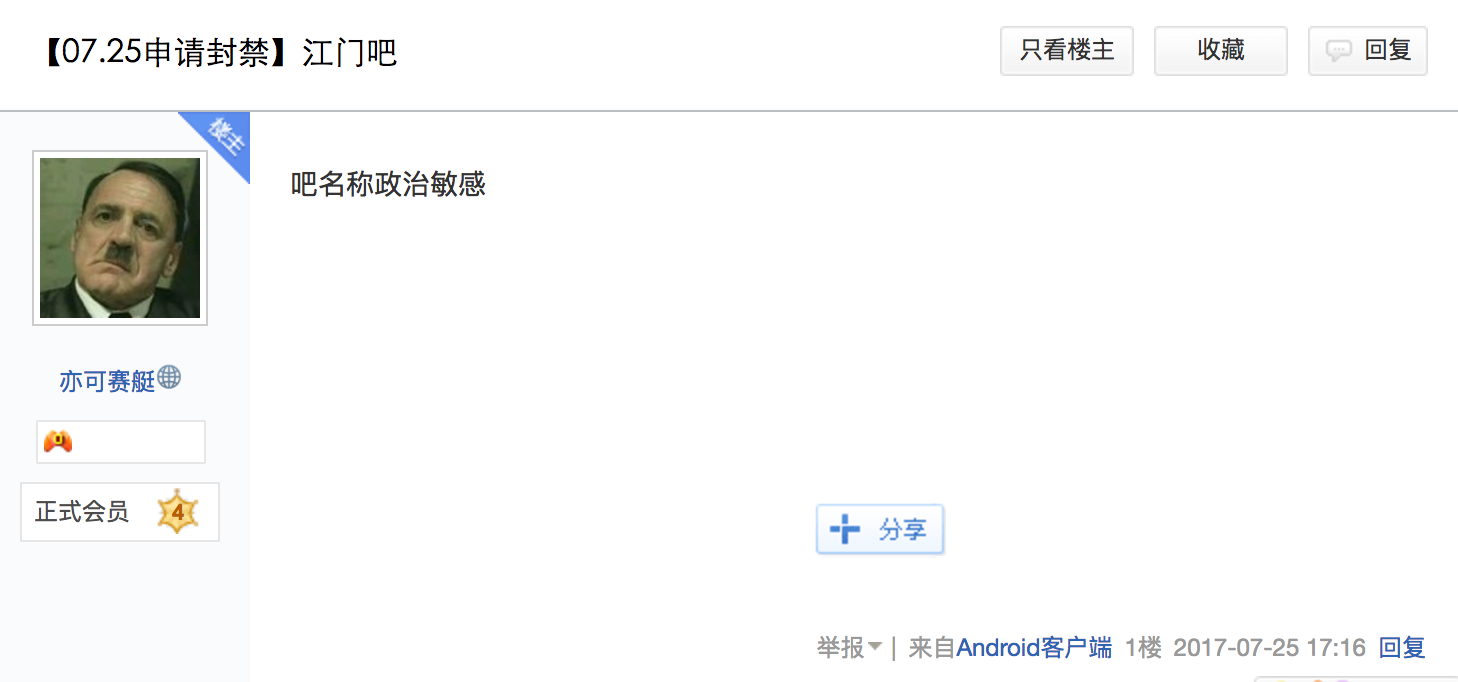 【07.25申请封禁】江门吧
只看楼主
收藏
回复
楼主
吧名称政治敏感
亦可赛艇
正式会员 4
分享
举报 | 来自Android客户端 1楼 2017-07-25 17:16 回复